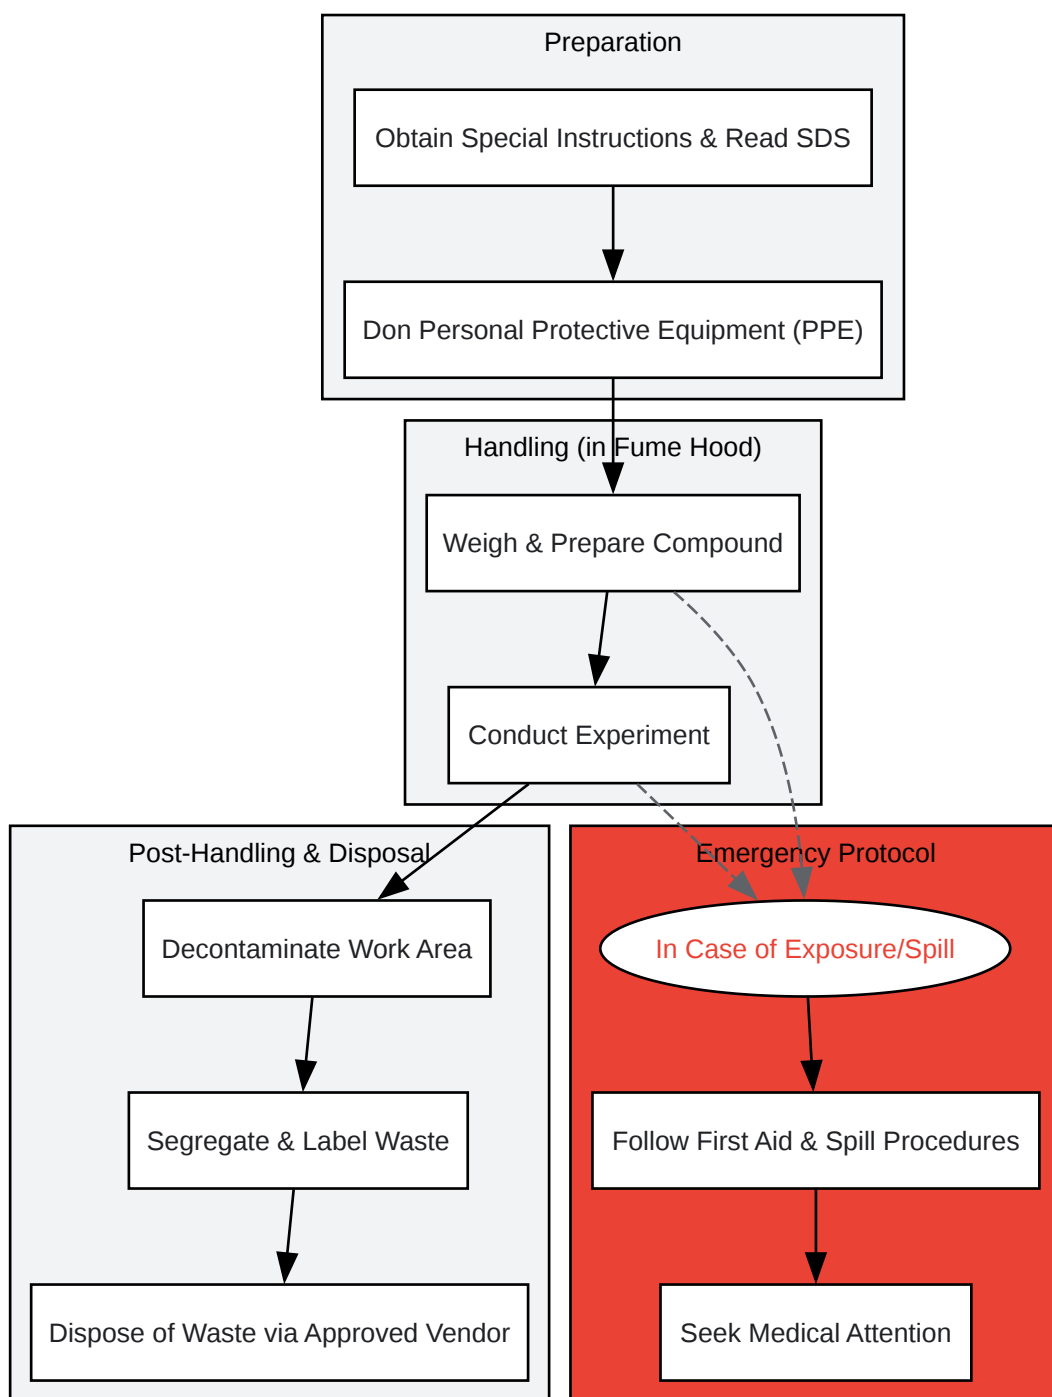 Preparation
Obtain Special Instructions & Read SDS
Don Personal Protective Equipment (PPE)
Handling (in Fume Hood)
Weigh & Prepare Compound
Conduct Experiment
Post-Handling & Disposal
Decontaminate Work Area
Segregate & Label Waste
Dispose of Waste via Approved Vendor
Emergency Protocol
In Case of Exposure/Spill
Follow First Aid & Spill Procedures
Seek Medical Attention